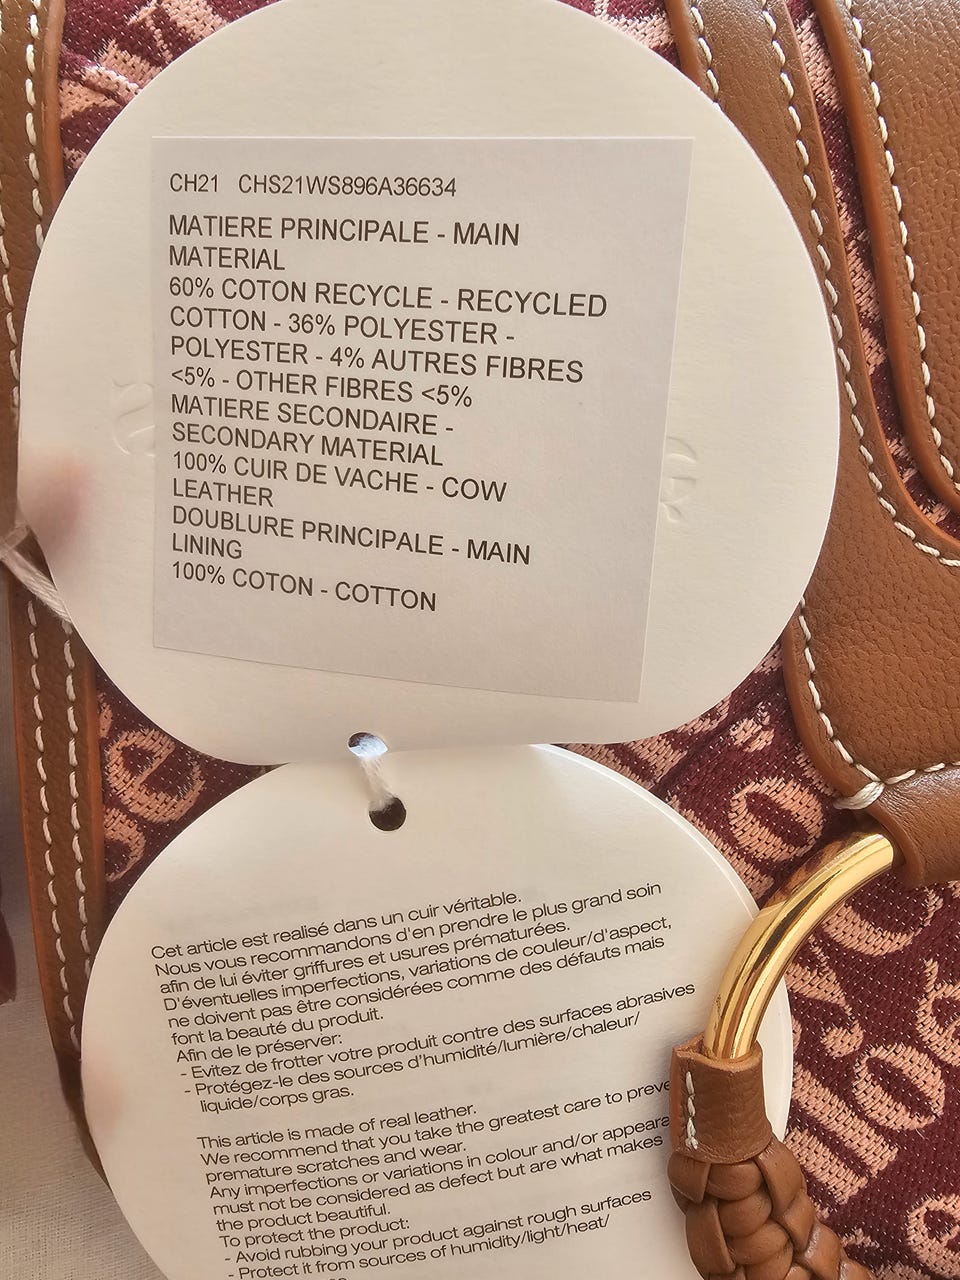 CH21 CHS21WS896A36634
MATIERE PRINCIPALE - MAIN
MATERIAL
60% COTON RECYCLE - RECYCLED
COTTON - 36% POLYESTER -
POLYESTER - 4% AUTRES FIBRES
<5% - OTHER FIBRES <5%
MATIERE SECONDAIRE -
SECONDARY MATERIAL
100% CUIR DE VACHE - COW
LEATHER
DOUBLURE PRINCIPALE - MAIN
LINING
100% COTON - COTTON
Cet article est realisé dans un cuir véritable.
Nous vous recommandons d'en prendre le plus grand soin
afin de lui éviter griffures et usures prématurées.
D'éventuelles imperfections, variations de couleur/d'aspect,
ne doivent pas être considérées comme des défauts mais
font la beauté du produit.
Afin de le préserver:
- Evitez de frotter votre produit contre des surfaces abrasives
- Protégez-le des sources d'humidité/lumière/chaleur/
liquide/corps gras.
This article is made of real leather.
We recommend that you take the greatest care to preve
premature scratches and wear.
Any imperfections or variations in colour and/or appeara
must not be considered as defect but are what makes
the product beautiful.
To protect the product:
- Avoid rubbing your product against rough surfaces
- Protect it from sources of humidity/light/heat/